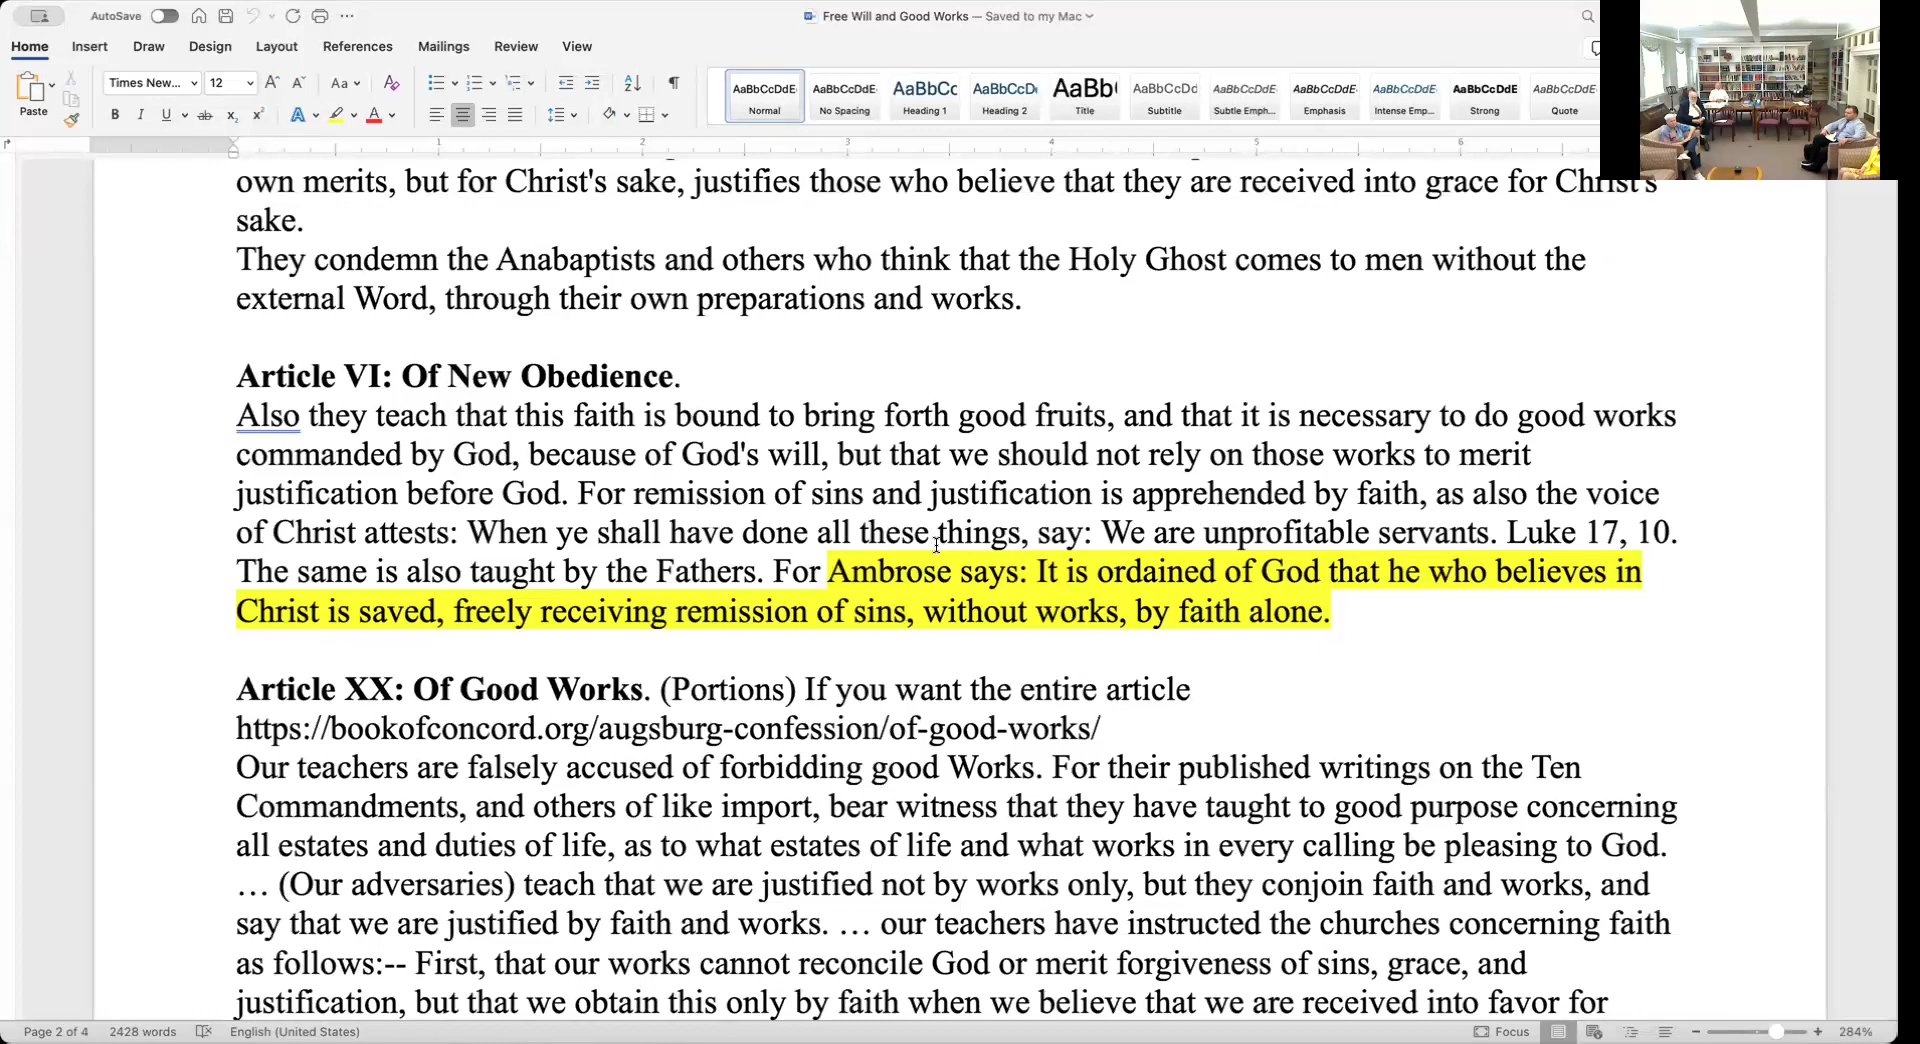 AutoSave
Free Will and Good Works — Saved to my Mac
Home Insert Draw Design Layout References Mailings Review View
Paste
Times New... 12 Aa
B I U ab x₂ x² A A
AaBbCcDdE AaBbCcDdE AaBbCc AaBbCcD AaBb( AaBbCcDd AaBbCcDdE AaBbCcDdE AaBbCcDdE AaBbCcDdE AaBbCcDdE
Normal No Spacing Heading 1 Heading 2 Title Subtitle Subtle Emph... Emphasis Intense Emp... Strong Quote
1 2 3 4 5 6
own merits, but for Christ's sake, justifies those who believe that they are received into grace for Christ's
sake.
They condemn the Anabaptists and others who think that the Holy Ghost comes to men without the
external Word, through their own preparations and works.
Article VI: Of New Obedience.
Also they teach that this faith is bound to bring forth good fruits, and that it is necessary to do good works
commanded by God, because of God's will, but that we should not rely on those works to merit
justification before God. For remission of sins and justification is apprehended by faith, as also the voice
of Christ attests: When ye shall have done all these things, say: We are unprofitable servants. Luke 17, 10.
The same is also taught by the Fathers. For Ambrose says: It is ordained of God that he who believes in
Christ is saved, freely receiving remission of sins, without works, by faith alone.
Article XX: Of Good Works. (Portions) If you want the entire article
https://bookofconcord.org/augsburg-confession/of-good-works/
Our teachers are falsely accused of forbidding good Works. For their published writings on the Ten
Commandments, and others of like import, bear witness that they have taught to good purpose concerning
all estates and duties of life, as to what estates of life and what works in every calling be pleasing to God.
… (Our adversaries) teach that we are justified not by works only, but they conjoin faith and works, and
say that we are justified by faith and works. … our teachers have instructed the churches concerning faith
as follows:-- First, that our works cannot reconcile God or merit forgiveness of sins, grace, and
justification, but that we obtain this only by faith when we believe that we are received into favor for
Page 2 of 4 2428 words English (United States) Focus 284%